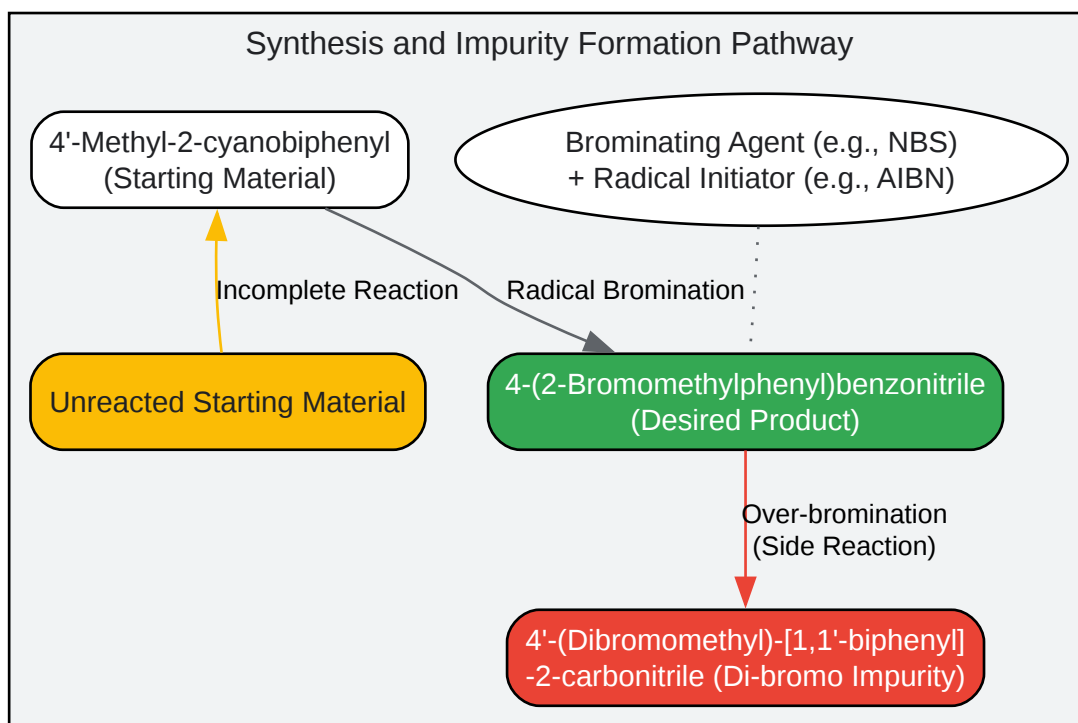 Synthesis and Impurity Formation Pathway
4'-Methyl-2-cyanobiphenyl
(Starting Material)
Brominating Agent (e.g., NBS)
+ Radical Initiator (e.g., AIBN)
Incomplete Reaction
Radical Bromination
Unreacted Starting Material
4-(2-Bromomethylphenyl)benzonitrile
(Desired Product)
Over-bromination
(Side Reaction)
4'-(Dibromomethyl)-[1,1'-biphenyl]
-2-carbonitrile (Di-bromo Impurity)